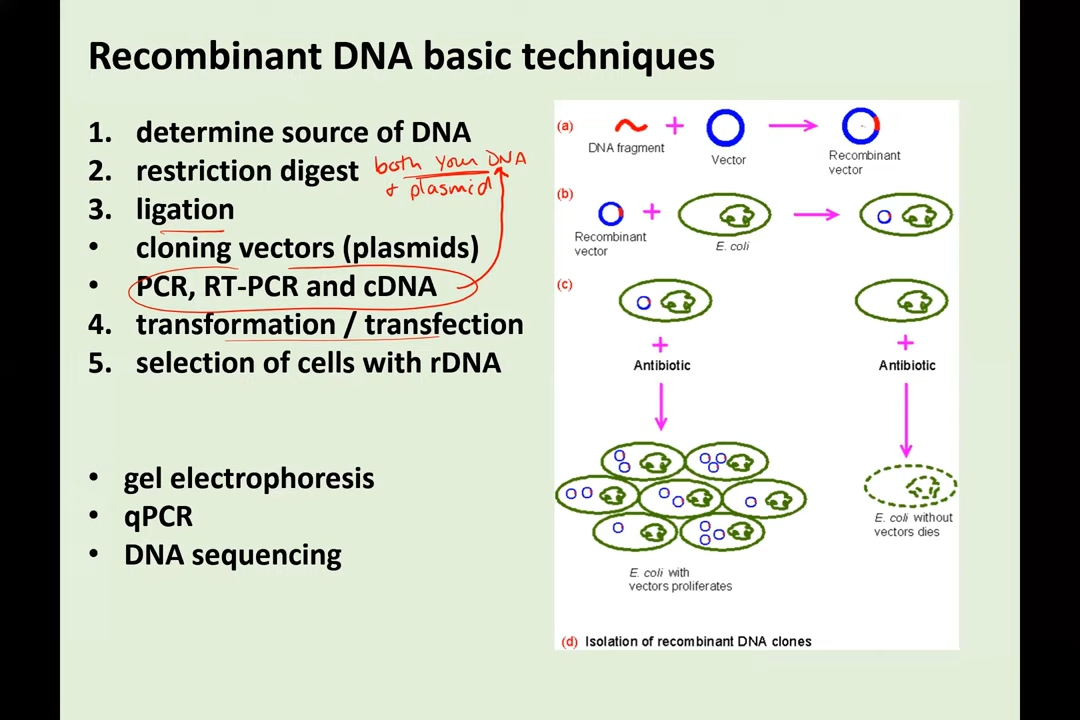 Recombinant DNA basic techniques
1. determine source of DNA
2. restriction digest
both your DNA
+ plasmid
3. ligation
• cloning vectors (plasmids)
• PCR, RT-PCR and cDNA
4. transformation / transfection
5. selection of cells with rDNA
• gel electrophoresis
• qPCR
• DNA sequencing
(a)
+
DNA fragment
Vector
Recombinant
vector
(b)
+
Recombinant
vector
E. coli
(c)
+
Antibiotic
+
Antibiotic
E. coli with
vectors proliferates
E. coli without
vectors dies
(d) Isolation of recombinant DNA clones